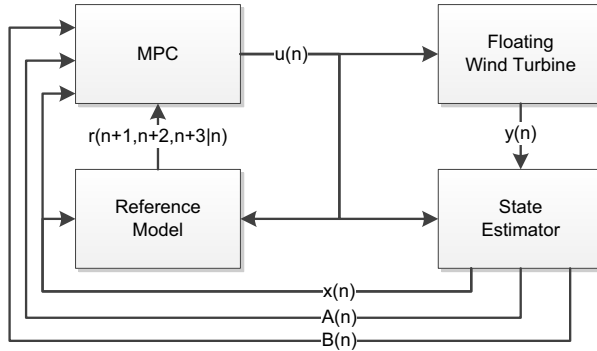 MPC
u(n)
Floating
Wind Turbine
r(n+1,n+2,n+3|n)
y(n)
Reference
Model
State
Estimator
x(n)
A(n)
B(n)